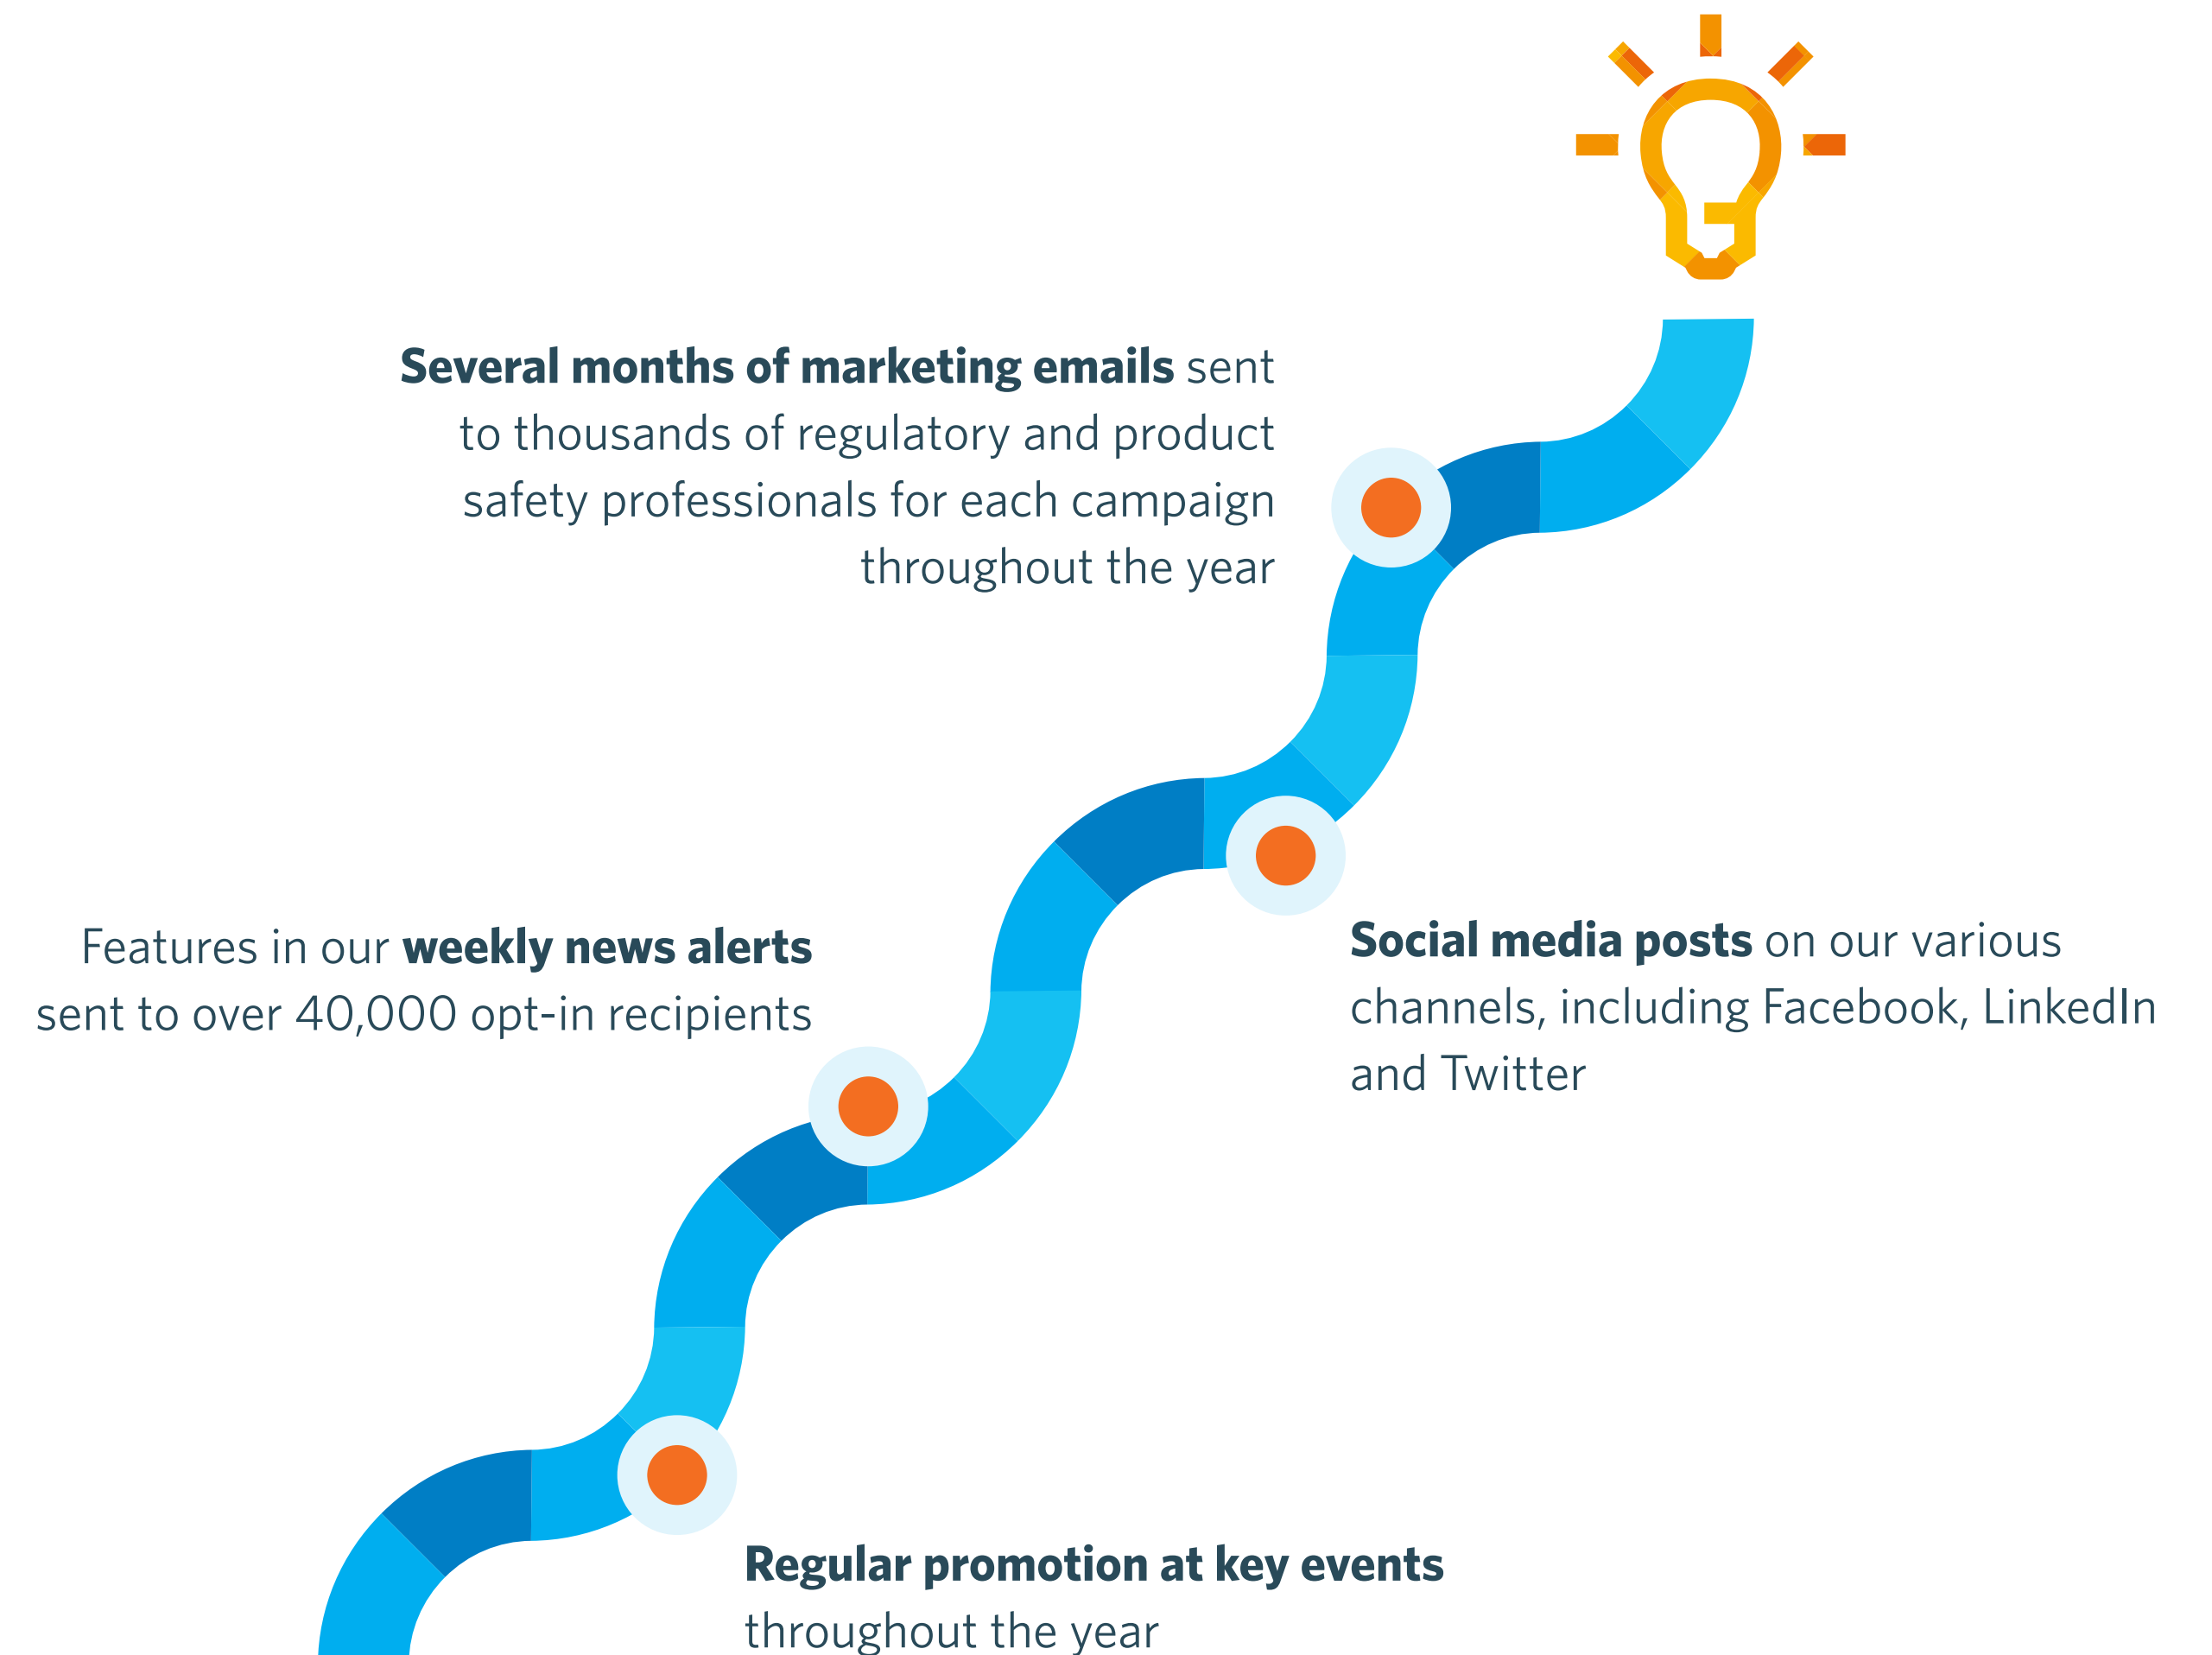 Several months of marketing emails sent
to thousands of regulatory and product
safety professionals for each campaign
throughout the year
Features in our weekly news alerts
sent to over 40,000 opt-in recipients
Social media posts on our various
channels, including Facebook, LinkedIn
and Twitter
Regular promotion at key events
throughout the year